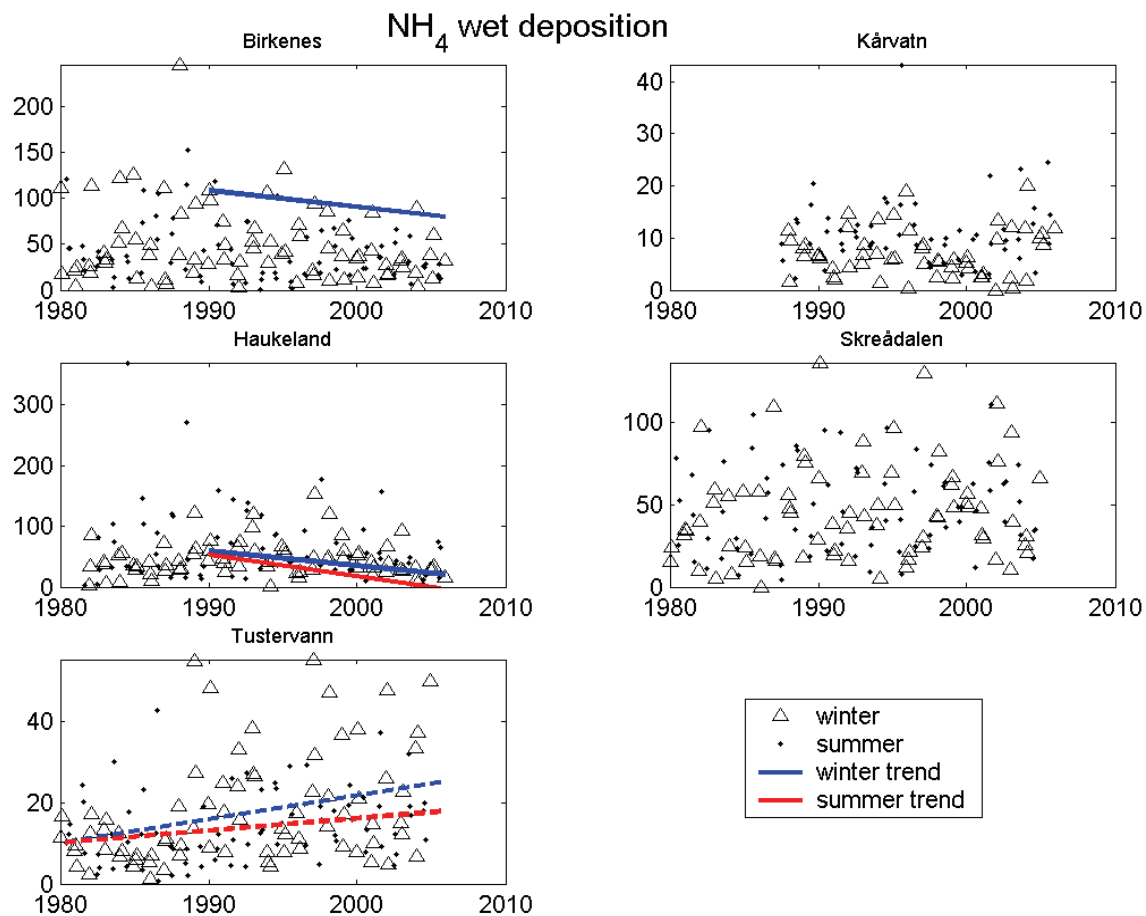 NH4 wet deposition
Birkenes
200
150
100
50
0
1980 1990 2000 2010
Kårvatn
40
30
20
10
0
1980 1990 2000 2010
Haukeland
300
200
100
0
1980 1990 2000 2010
Skreådalen
100
50
0
1980 1990 2000 2010
Tustervann
40
20
0
1980 1990 2000 2010
winter
summer
winter trend
summer trend